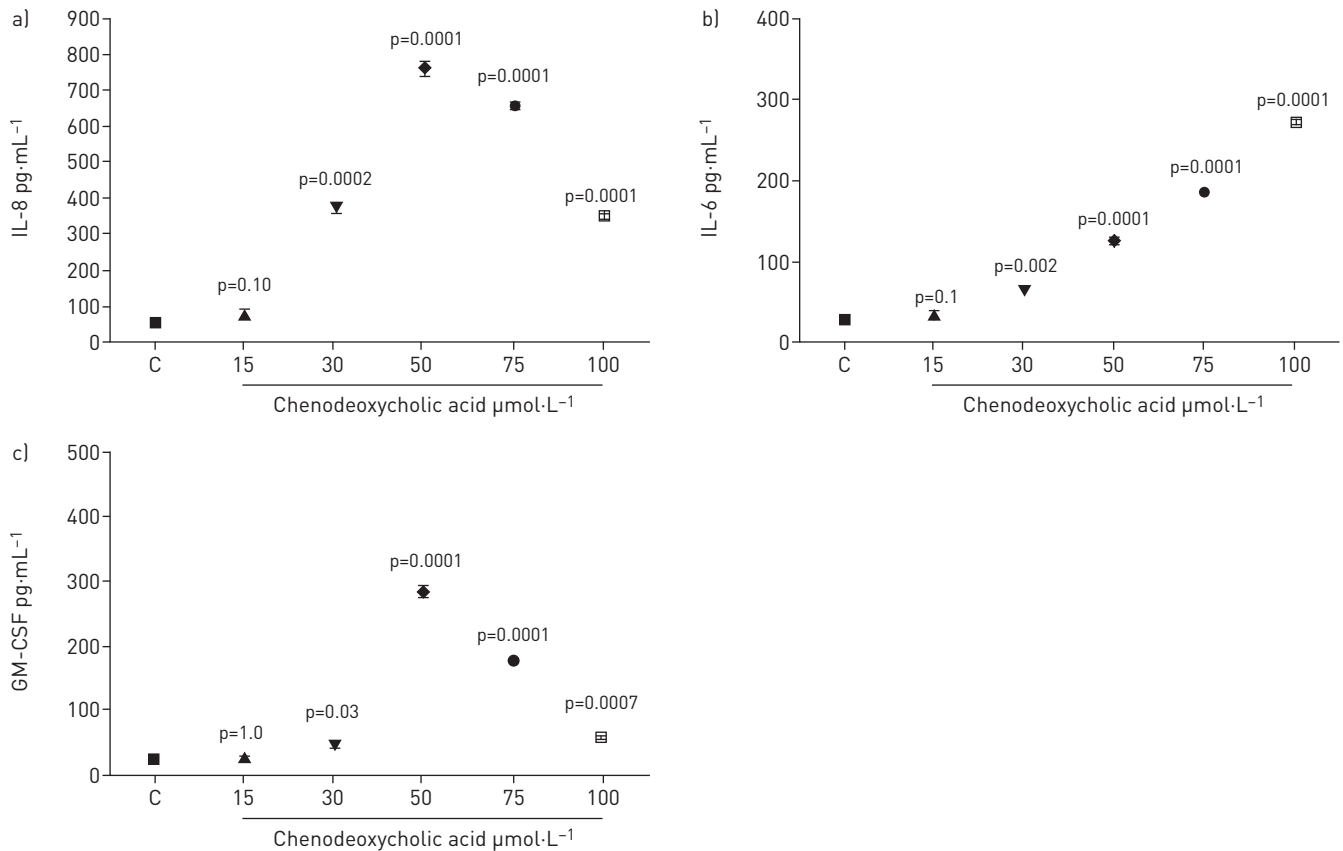 a)
900
800
700
600
500
400
300
200
100
0
IL-8 pg·mL⁻¹
p=0.10
p=0.0002
p=0.0001
p=0.0001
p=0.0001
C 15 30 50 75 100
Chenodeoxycholic acid µmol·L⁻¹
b)
400
300
200
100
0
IL-6 pg·mL⁻¹
p=0.1
p=0.002
p=0.0001
p=0.0001
p=0.0001
C 15 30 50 75 100
Chenodeoxycholic acid µmol·L⁻¹
c)
500
400
300
200
100
0
GM-CSF pg·mL⁻¹
p=1.0
p=0.03
p=0.0001
p=0.0001
p=0.0007
C 15 30 50 75 100
Chenodeoxycholic acid µmol·L⁻¹